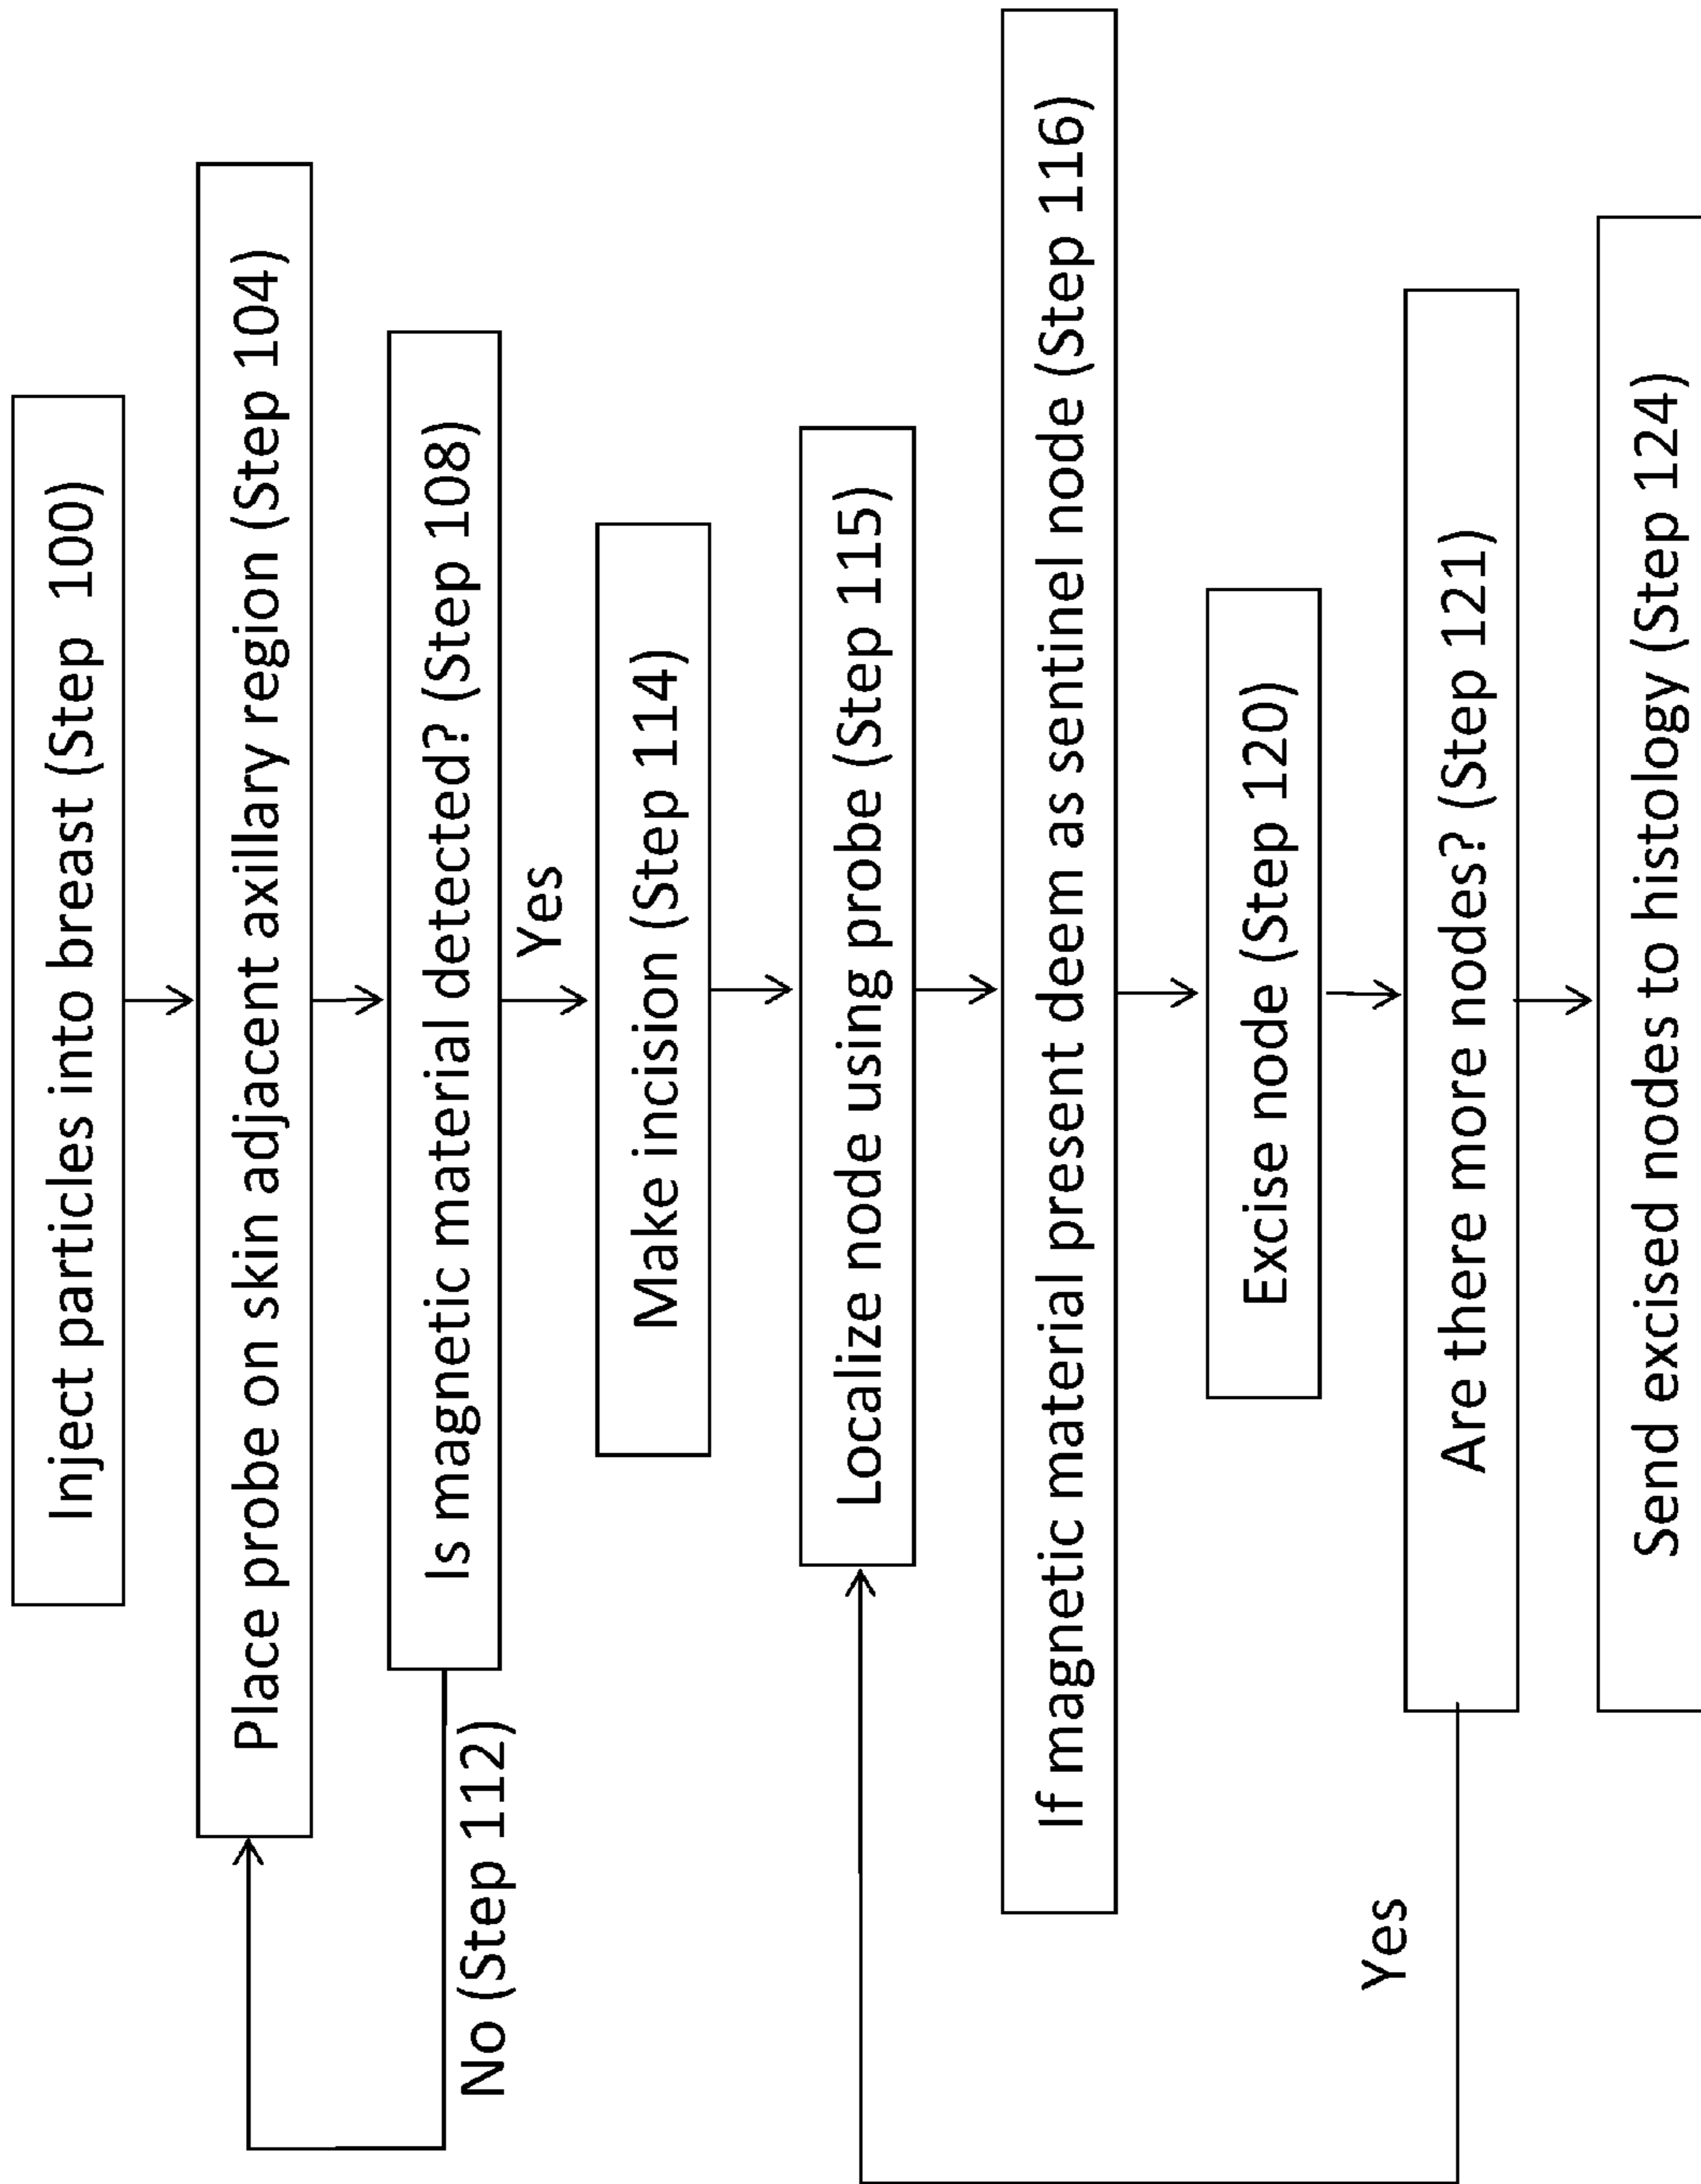 Inject particles into breast (Step 100)
Place probe on skin adjacent axillary region (Step 104)
Is magnetic material detected? (Step 108)
No (Step 112)
Yes
Make incision (Step 114)
Localize node using probe (Step 115)
If magnetic material present deem as sentinel node (Step 116)
Excise node (Step 120)
Yes
Are there more nodes? (Step 121)
Send excised nodes to histology (Step 124)